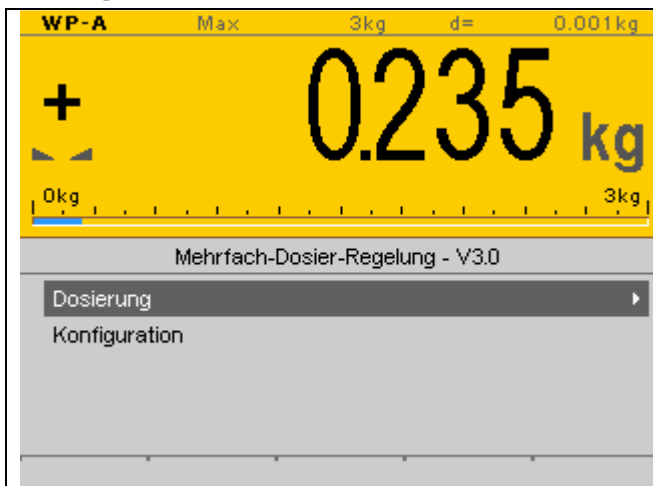 WP-A Max 3kg d= 0.001kg
+ 0.235 kg
0kg 3kg
Mehrfach-Dosier-Regelung - V3.0
Dosierung
Konfiguration